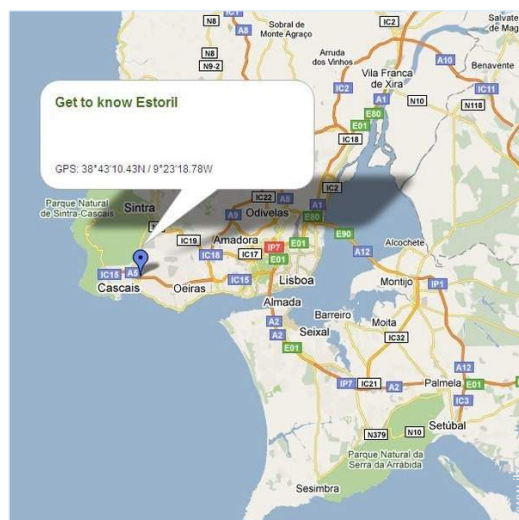 IC1
A8
N8
Sobral de
Monte Agraço
IC2
Salvate
de Mag
N8
N9-2
Arruda
dos Vinhos
A10
Benavente
Vila Franca
de Xira
IC2
A1
N10
N118
IC11
E80
E01
IC18
Get to know Estoril
GPS: 38°43'10.43N / 9°23'18.78W
Parque Natural
de Sintra-Cascais
Sintra
IC22
A8
IC2
A1
A9
Odivelas
E80
E90
IC19
Amadora
IP7
E01
A12
Alcochete
IC16
IC17
E01
IC15
A5
Cascais
Oeiras
IC15
Lisboa
Montijo
IP1
Almada
A2
Barreiro
Moita
A2
Seixal
E01
IC32
A12
IP7
IC21
A2
Palmela
E01
IC3
N379
N10
Setúbal
Parque Natural da
Serra da Arrábida
Sesimbra